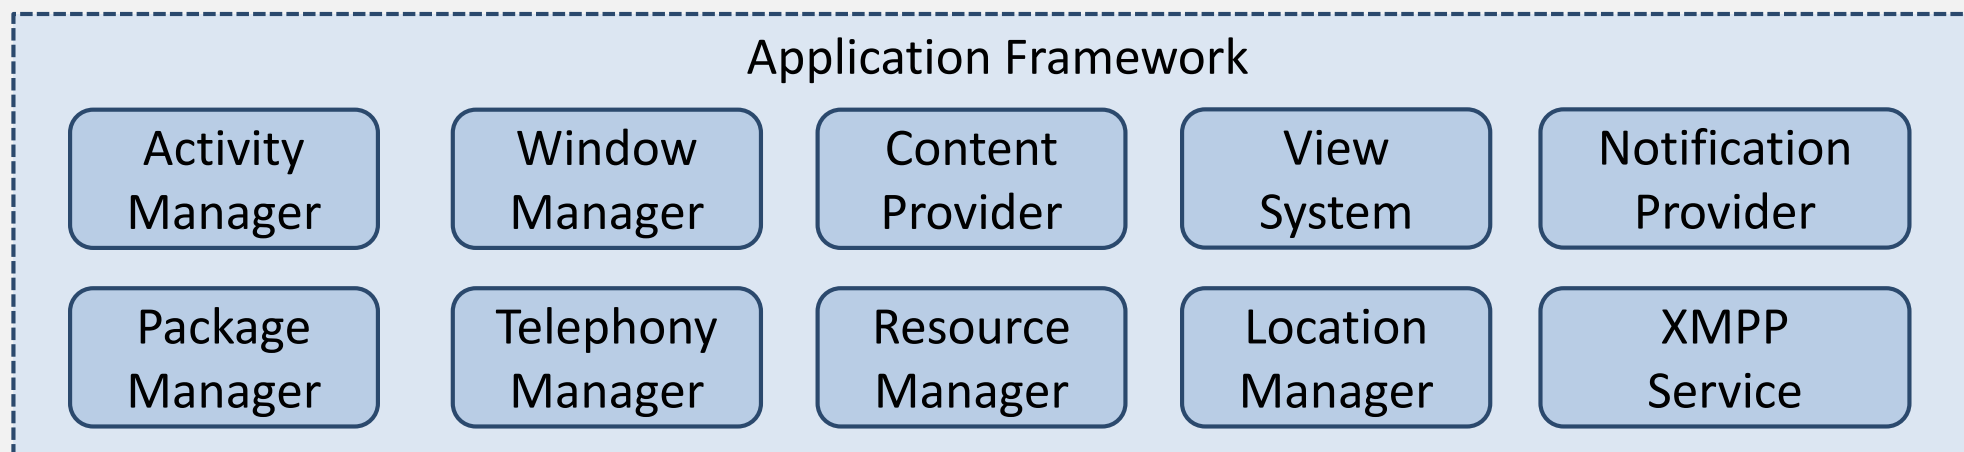 Application Framework
Activity
Manager
Window
Manager
Content
Provider
View
System
Notification
Provider
Package
Manager
Telephony
Manager
Resource
Manager
Location
Manager
XMPP
Service